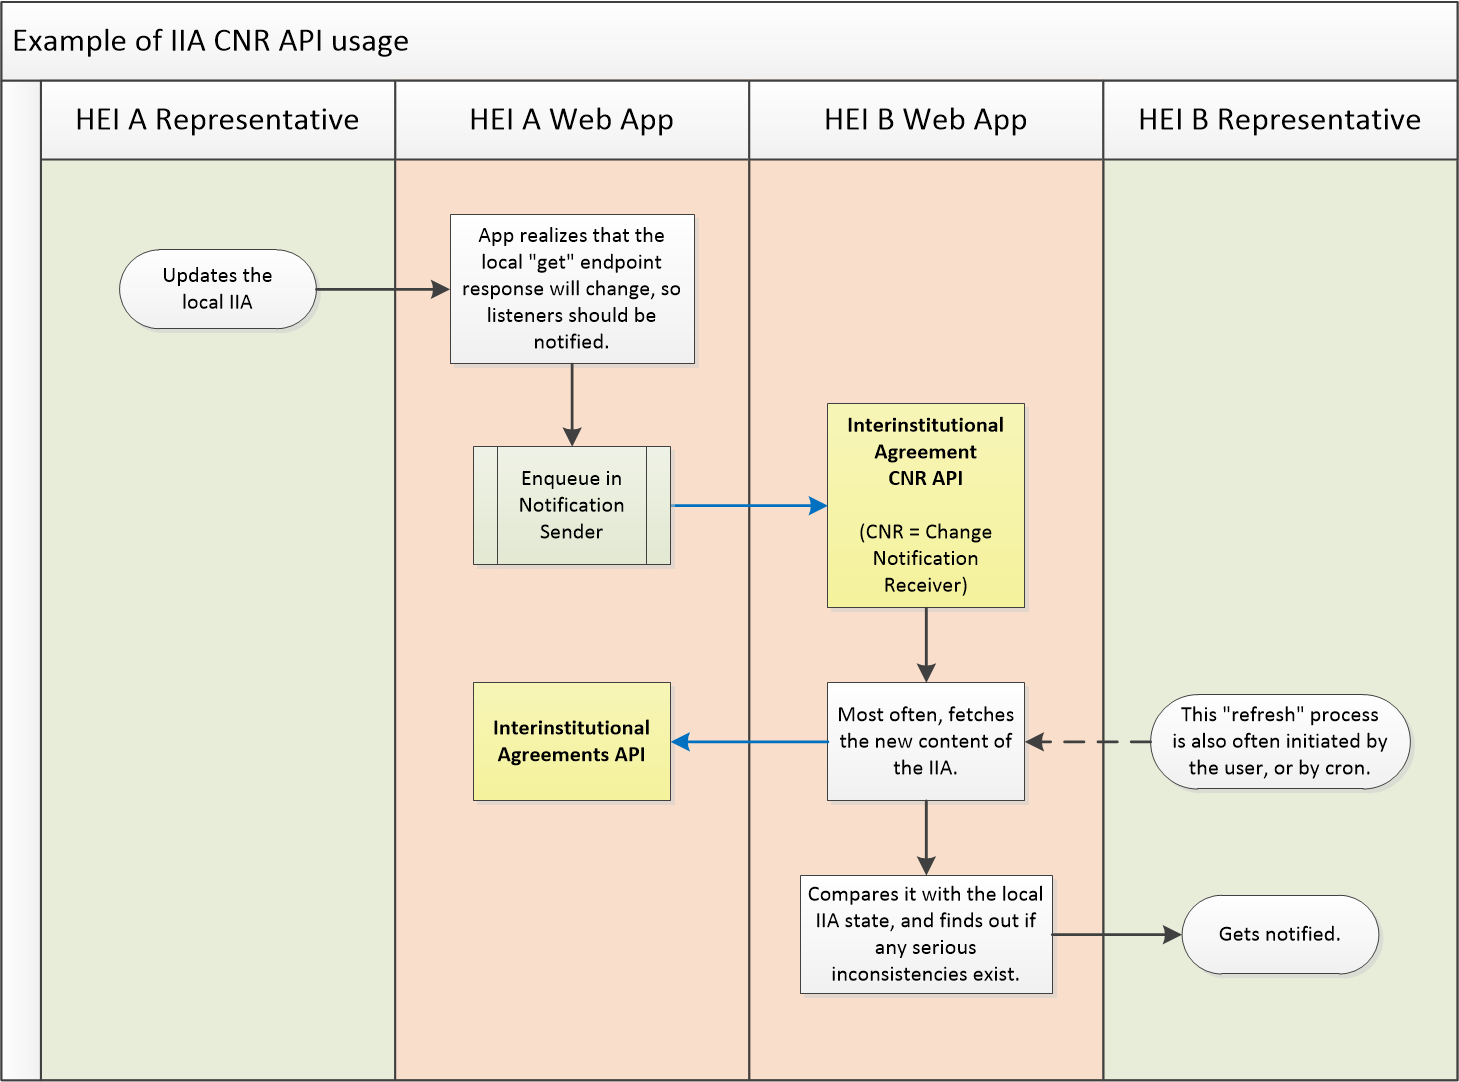 Example of IIA CNR API usage
HEI A Representative
HEI A Web App
HEI B Web App
HEI B Representative
Updates the
local IIA
App realizes that the
local "get" endpoint
response will change, so
listeners should be
notified.
Enqueue in
Notification
Sender
Interinstitutional
Agreement
CNR API
(CNR = Change
Notification
Receiver)
Interinstitutional
Agreements API
Most often, fetches
the new content of
the IIA.
This "refresh" process
is also often initiated by
the user, or by cron.
Compares it with the local
IIA state, and finds out if
any serious
inconsistencies exist.
Gets notified.